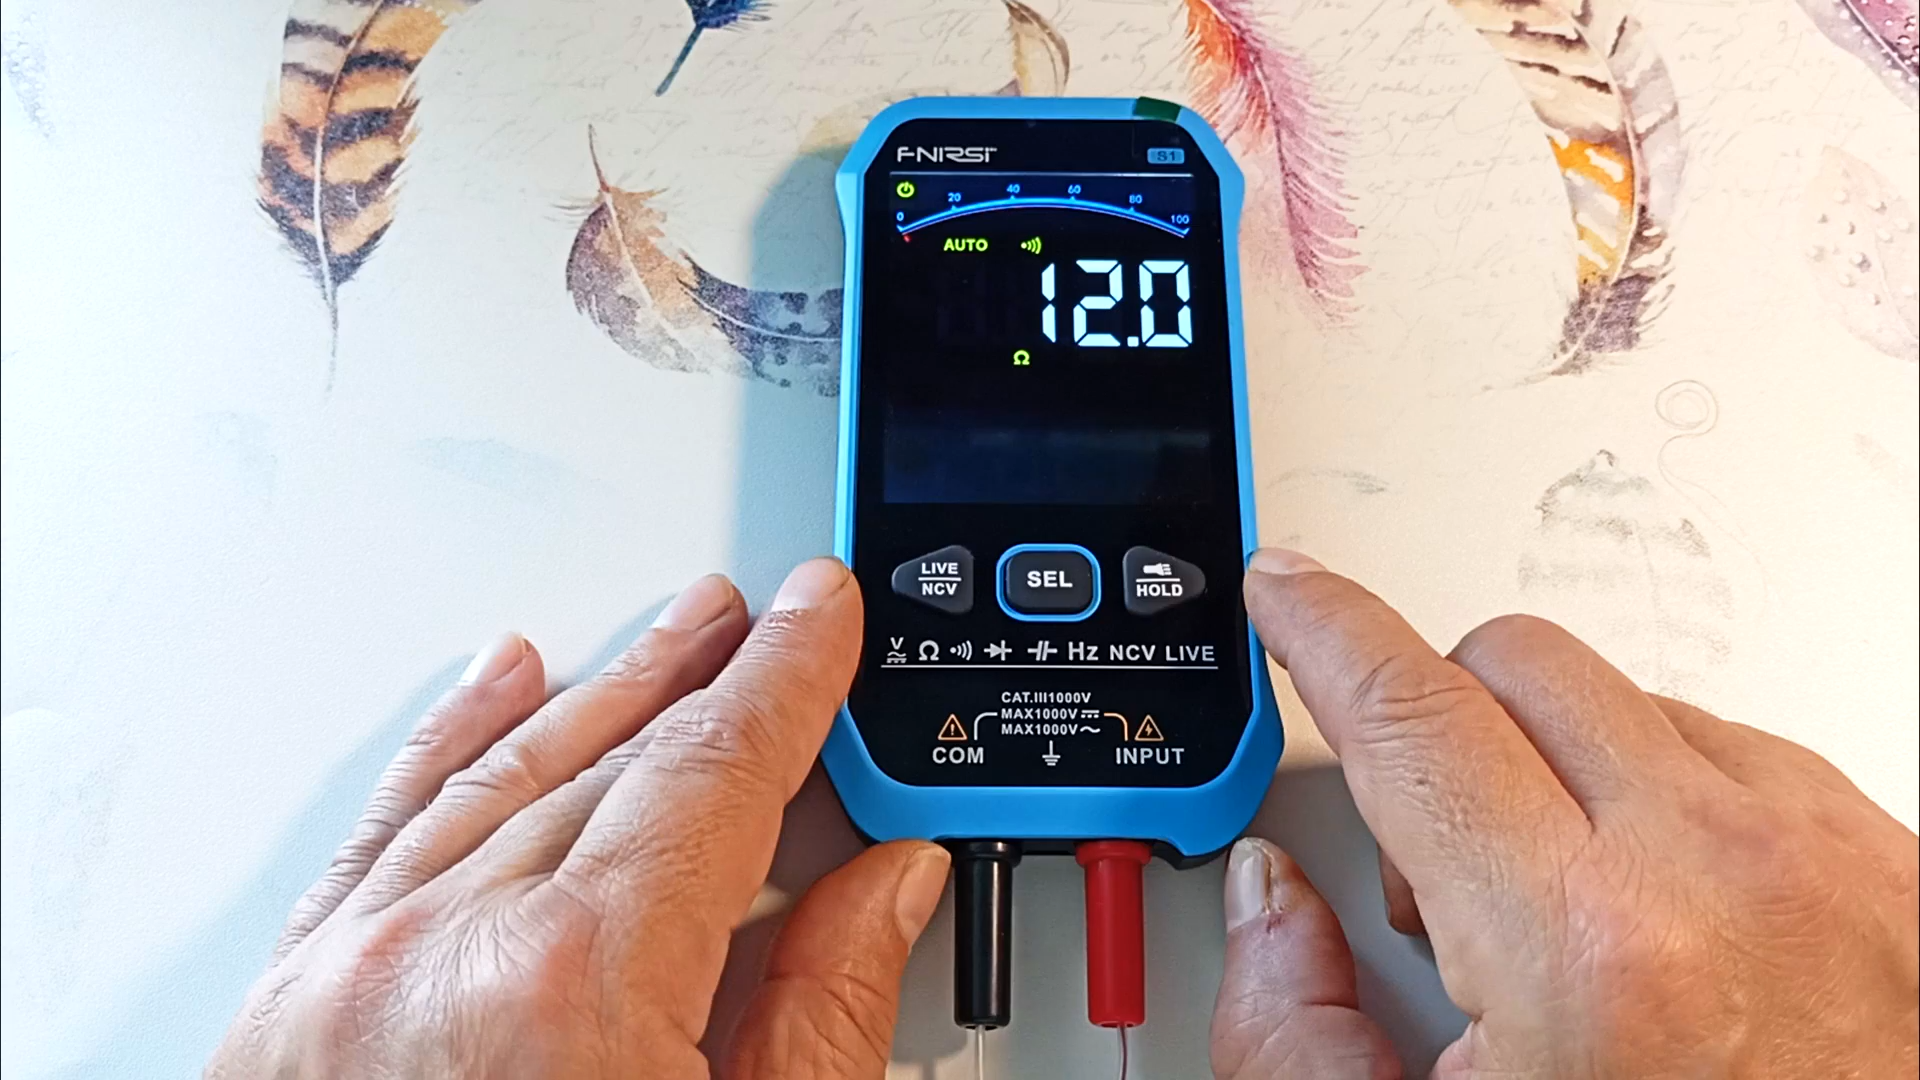 FNIRSI S1
0 20 40 60 80 100
AUTO
12.0
Ω
LIVE
NCV
SEL
HOLD
V Ω Hz NCV LIVE
CAT.III1000V
MAX1000V
MAX1000V~
COM INPUT